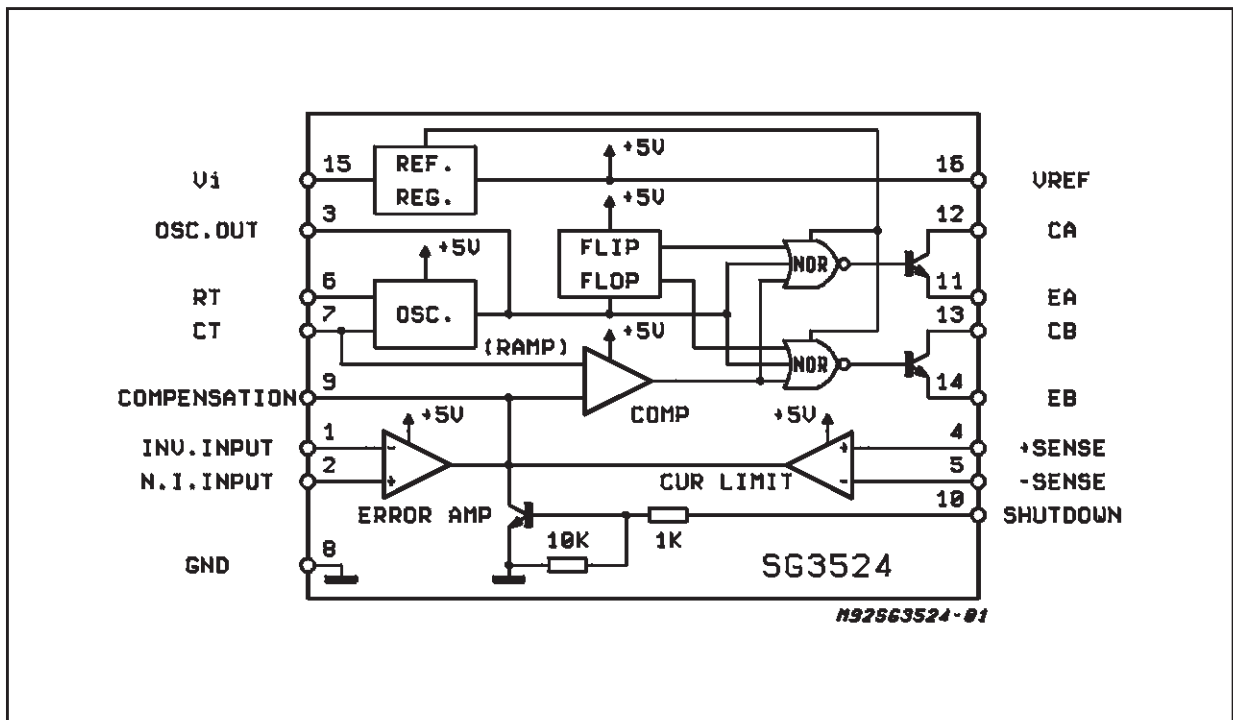 +5V
15 REF. 16
Vi REG. VREF
3 +5V 12
OSC.OUT CA
+5V FLIP
6 FLOP NOR 11
RT EA
7 OSC. 13
CT +5V CB
(RAMP) NOR
9 14
COMPENSATION COMP EB
+5V +5V
1 - + 4
INV.INPUT +SENSE
2 + CUR LIMIT - 5
N.I.INPUT -SENSE
ERROR AMP 10
SHUTDOWN
8 10K 1K
GND SG3524
M92SG3524-01